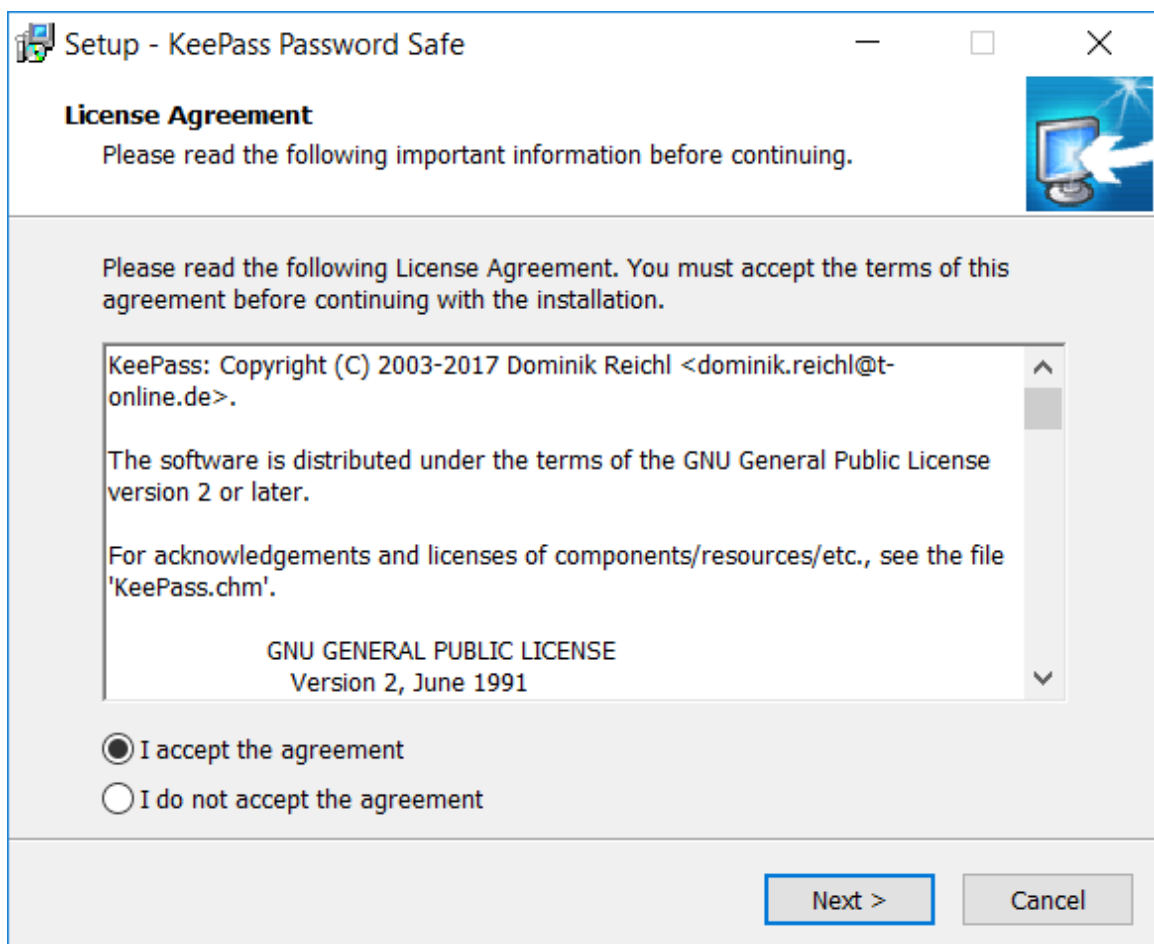 Setup - KeePass Password Safe
License Agreement
Please read the following important information before continuing.
Please read the following License Agreement. You must accept the terms of this
agreement before continuing with the installation.
KeePass: Copyright (C) 2003-2017 Dominik Reichl <dominik.reichl@t-
online.de>.
The software is distributed under the terms of the GNU General Public License
version 2 or later.
For acknowledgements and licenses of components/resources/etc., see the file
'KeePass.chm'.
GNU GENERAL PUBLIC LICENSE
Version 2, June 1991
I accept the agreement
I do not accept the agreement
Next >
Cancel